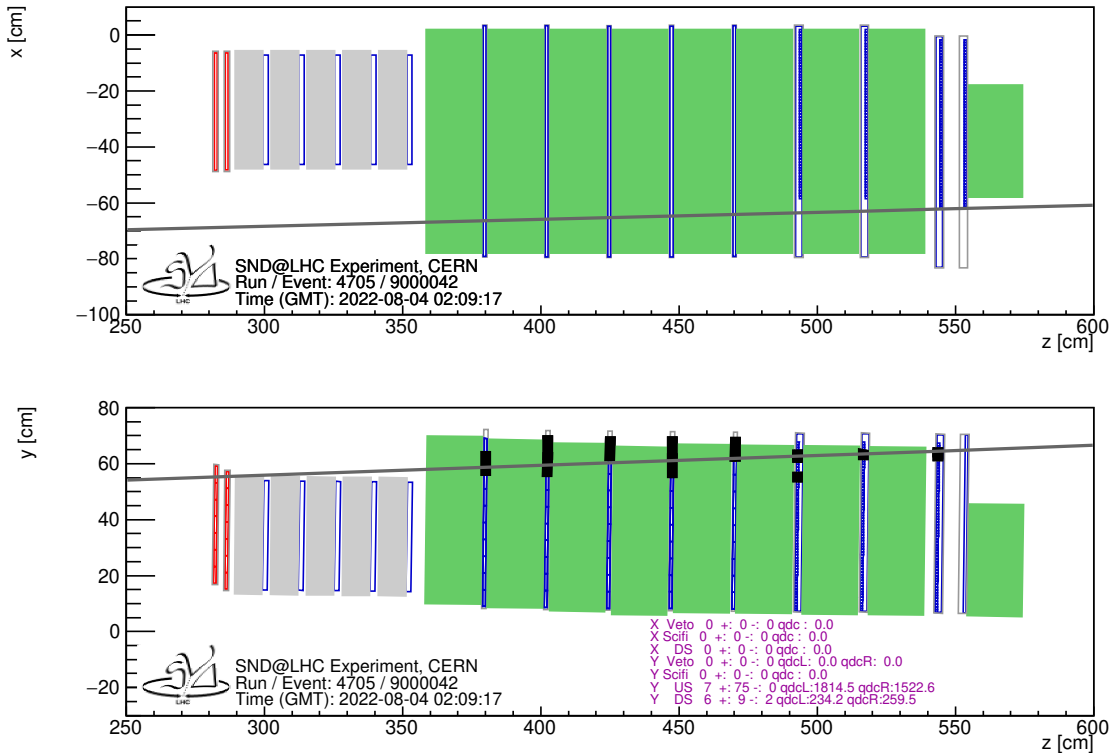 x [cm]
0
−20
−40
−60
−80
−100
SND@LHC Experiment, CERN
Run / Event: 4705 / 9000042
Time (GMT): 2022-08-04 02:09:17
LHC
250 300 350 400 450 500 550 600
z [cm]
y [cm]
80
60
40
20
0
−20
X Veto 0 +: 0 -: 0 qdc : 0.0
X Scifi 0 +: 0 -: 0 qdc : 0.0
X DS 0 +: 0 -: 0 qdc : 0.0
Y Veto 0 +: 0 -: 0 qdcL: 0.0 qdcR: 0.0
Y Scifi 0 +: 0 -: 0 qdc : 0.0
Y US 7 +: 75 -: 0 qdcL:1814.5 qdcR:1522.6
Y DS 6 +: 9 -: 2 qdcL:234.2 qdcR:259.5
SND@LHC Experiment, CERN
Run / Event: 4705 / 9000042
Time (GMT): 2022-08-04 02:09:17
LHC
250 300 350 400 450 500 550 600
z [cm]